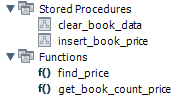 Stored Procedures
clear_book_data
insert_book_price
Functions
f() find_price
f() get_book_count_price